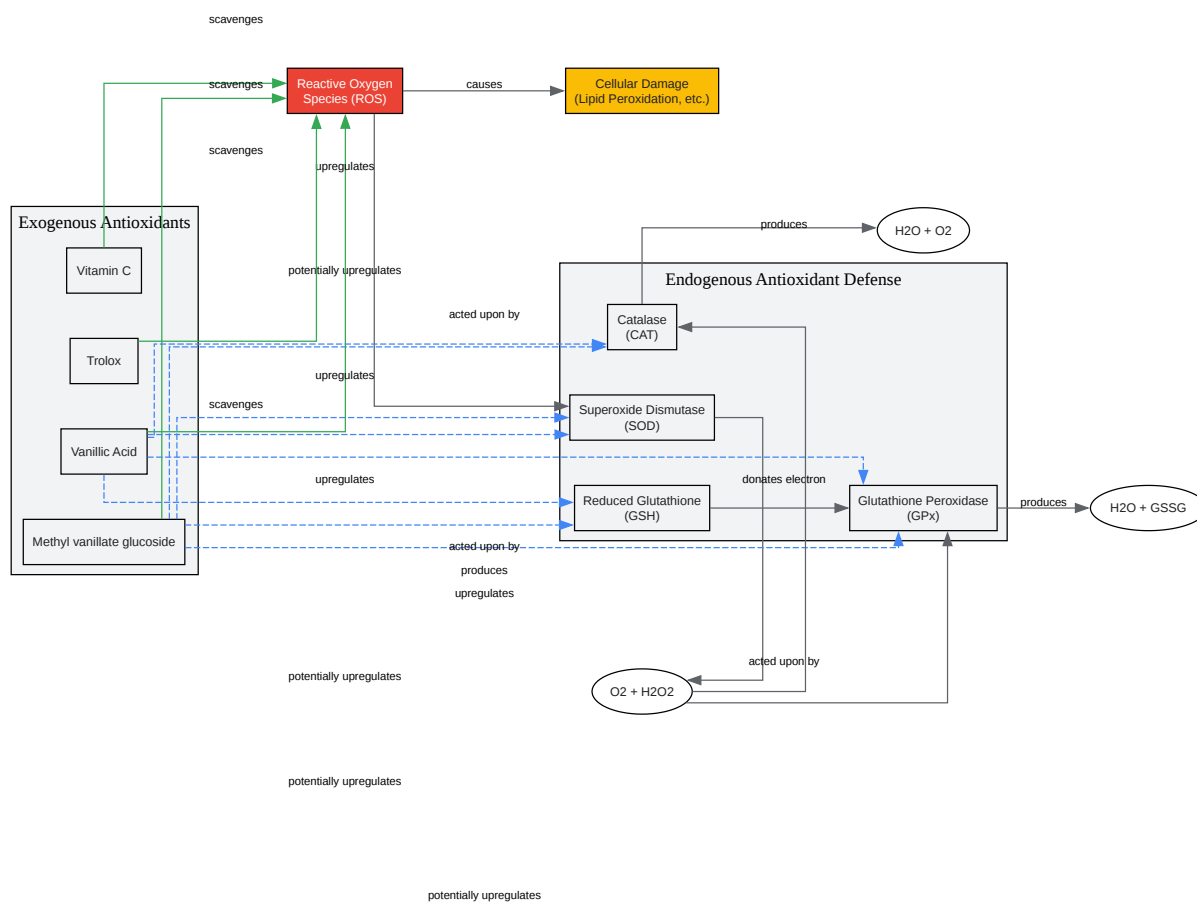 scavenges
scavenges
Reactive Oxygen
Species (ROS)
causes
Cellular Damage
(Lipid Peroxidation, etc.)
scavenges
upregulates
Exogenous Antioxidants
produces
H2O + O2
Vitamin C
potentially upregulates
Endogenous Antioxidant Defense
acted upon by
Catalase
(CAT)
Trolox
upregulates
scavenges
Superoxide Dismutase
(SOD)
Vanillic Acid
upregulates
donates electron
Reduced Glutathione
(GSH)
Glutathione Peroxidase
(GPx)
produces
H2O + GSSG
Methyl vanillate glucoside
acted upon by
produces
upregulates
acted upon by
potentially upregulates
O2 + H2O2
potentially upregulates
potentially upregulates